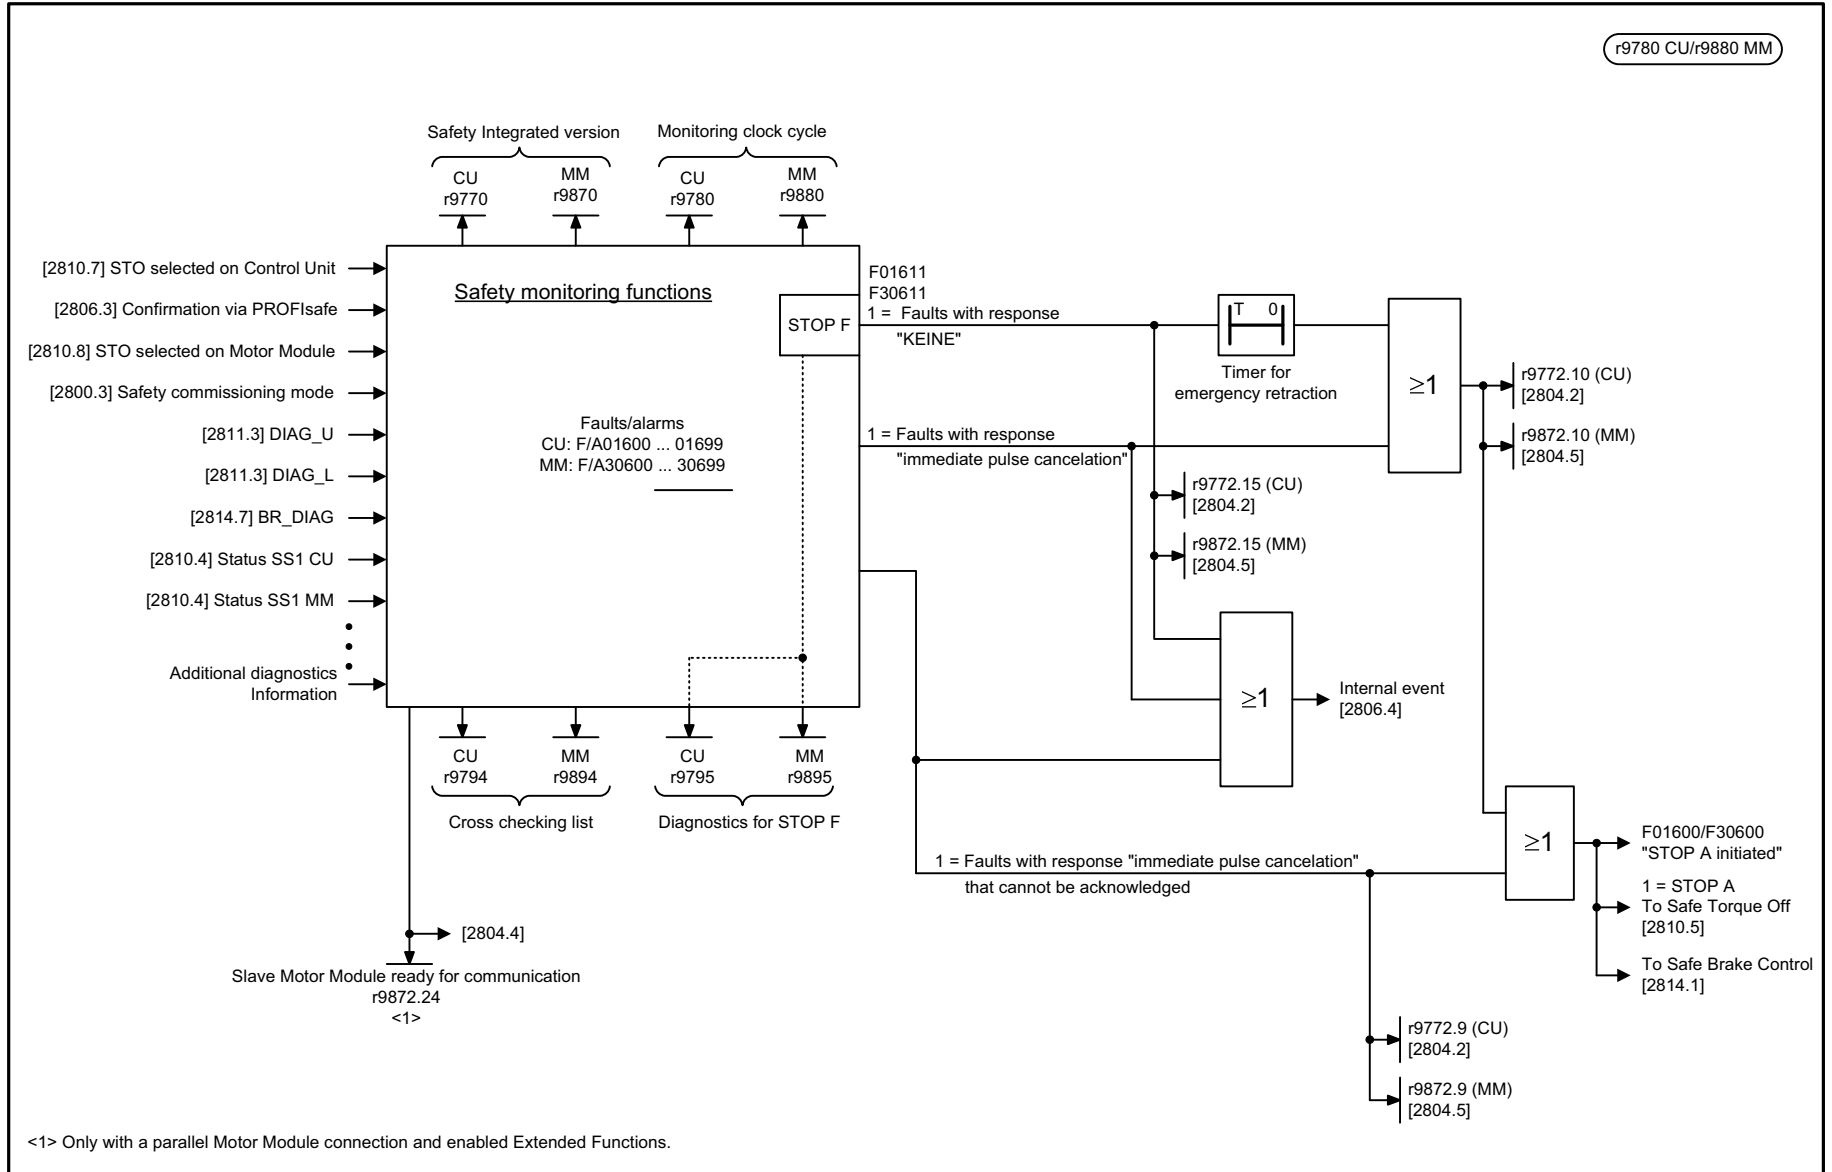 r9780 CU/r9880 MM
Safety Integrated version
Monitoring clock cycle
CU
r9770
MM
r9870
CU
r9780
MM
r9880
[2810.7] STO selected on Control Unit
[2806.3] Confirmation via PROFIsafe
[2810.8] STO selected on Motor Module
[2800.3] Safety commissioning mode
[2811.3] DIAG_U
[2811.3] DIAG_L
[2814.7] BR_DIAG
[2810.4] Status SS1 CU
[2810.4] Status SS1 MM
Additional diagnostics
Information
Safety monitoring functions
STOP F
Faults/alarms
CU: F/A01600 ... 01699
MM: F/A30600 ... 30699
F01611
F30611
1 = Faults with response
"KEINE"
T 0
Timer for
emergency retraction
≥1
r9772.10 (CU)
[2804.2]
r9872.10 (MM)
[2804.5]
1 = Faults with response
"immediate pulse cancelation"
r9772.15 (CU)
[2804.2]
r9872.15 (MM)
[2804.5]
≥1
Internal event
[2806.4]
CU
r9794
MM
r9894
CU
r9795
MM
r9895
Cross checking list
Diagnostics for STOP F
1 = Faults with response "immediate pulse cancelation"
that cannot be acknowledged
≥1
F01600/F30600
"STOP A initiated"
1 = STOP A
To Safe Torque Off
[2810.5]
To Safe Brake Control
[2814.1]
[2804.4]
Slave Motor Module ready for communication
r9872.24
<1>
r9772.9 (CU)
[2804.2]
r9872.9 (MM)
[2804.5]
<1> Only with a parallel Motor Module connection and enabled Extended Functions.